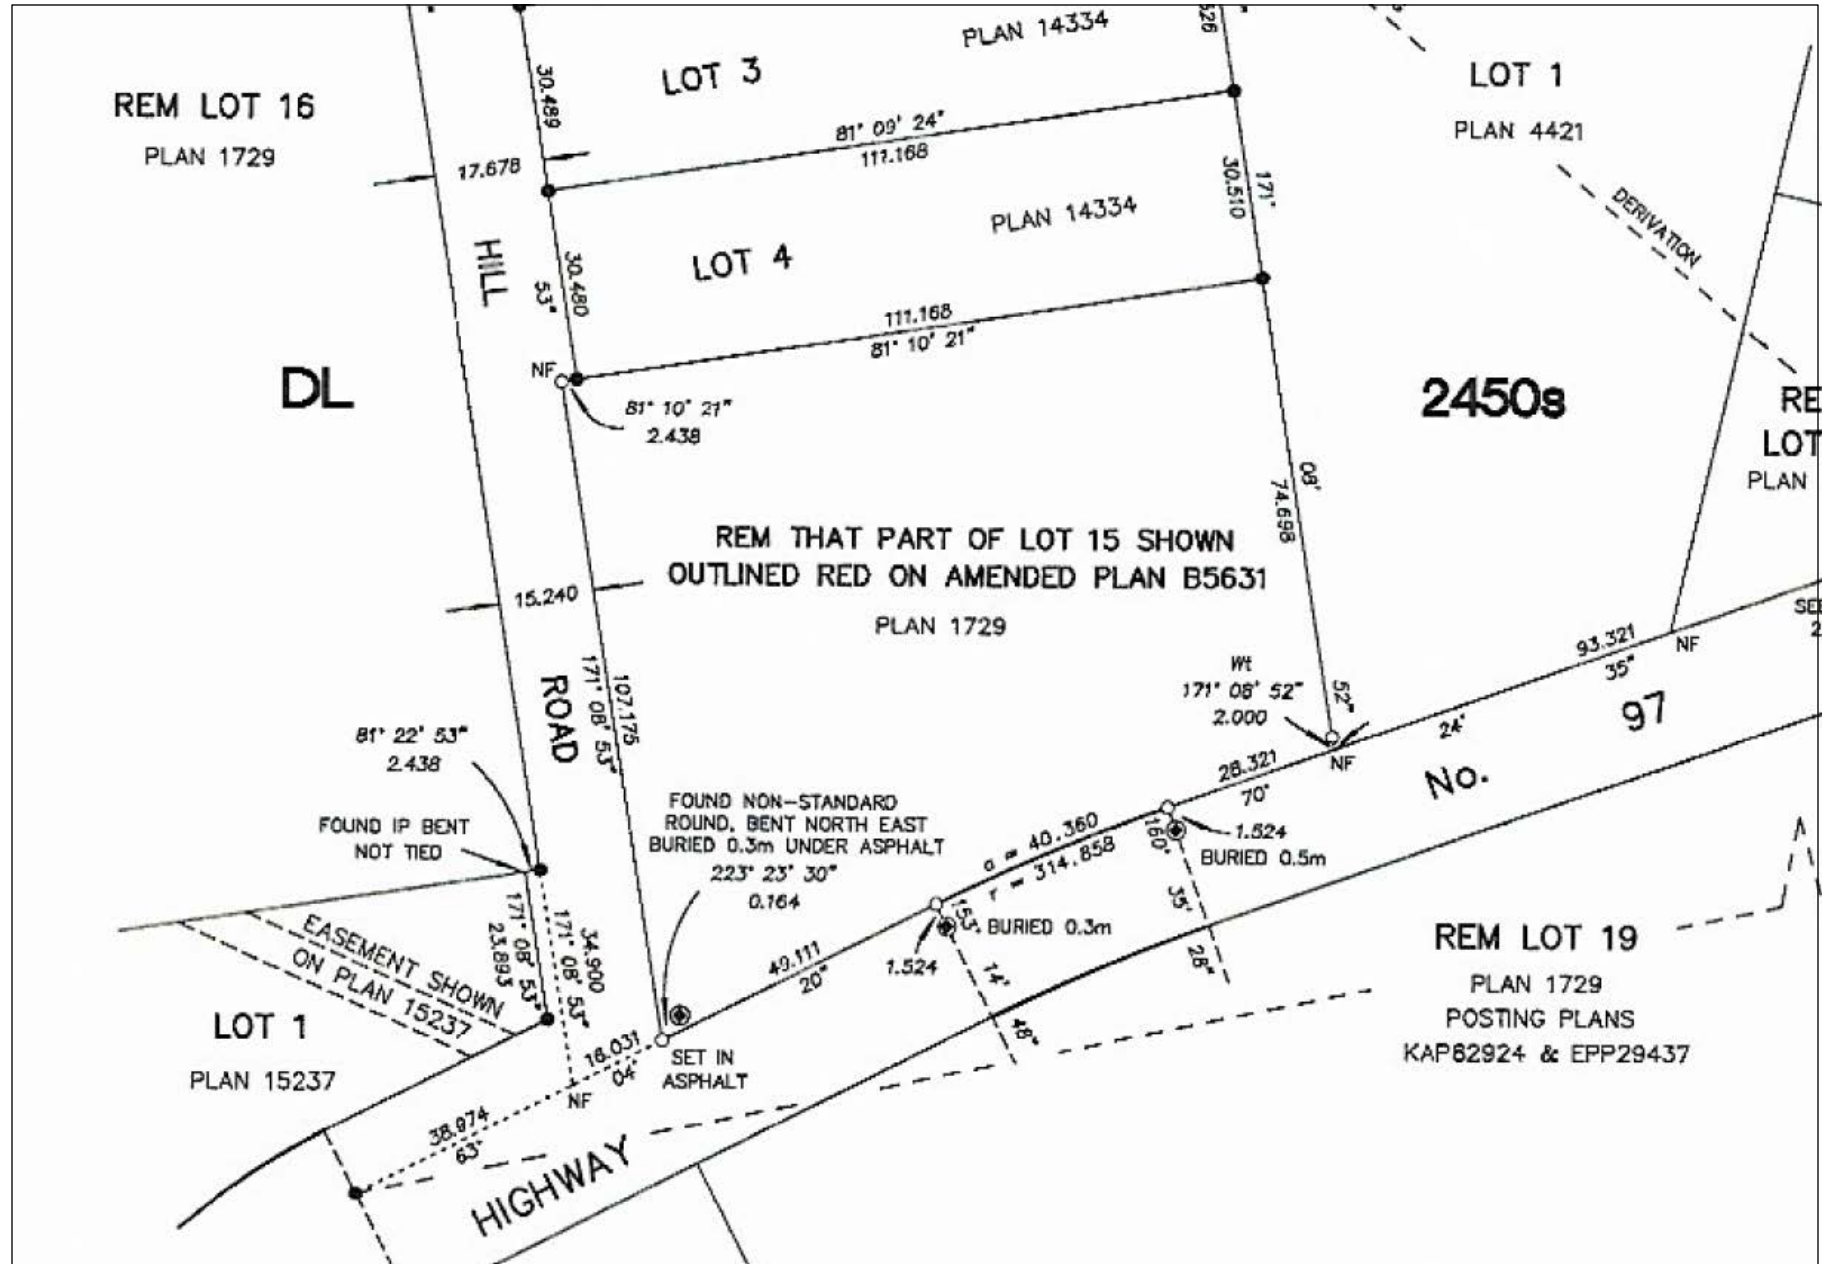 30.489
LOT 3
PLAN 14334
LOT 1
PLAN 4421
REM LOT 16
PLAN 1729
81° 09' 24"
111.168
17.678
171°
30.510
PLAN 14334
DERIVATION
HILL
53"
30.480
LOT 4
111.168
81° 10' 21"
NF
DL
81° 10' 21"
2.438
2450s
RE
LOT
PLAN
08'
74.698
REM THAT PART OF LOT 15 SHOWN
OUTLINED RED ON AMENDED PLAN B5631
PLAN 1729
15.240
ROAD
107.175
171° 08' 53"
Wt
171° 08' 52"
2.000
52"
NF
93.321
35"
NF
24'
97
No.
28.321
70°
81° 22' 53"
2.438
FOUND IP BENT
NOT TIED
FOUND NON-STANDARD
ROUND, BENT NORTH EAST
BURIED 0.3m UNDER ASPHALT
223° 23' 30"
0.164
a = 40.360
r = 314.858
160°
1.524
BURIED 0.5m
35'
28"
153°
BURIED 0.3m
1.524
14'
48"
49.111
20"
171° 08' 53"
23.893
34.900
171° 08' 53"
EASEMENT SHOWN
ON PLAN 15237
LOT 1
PLAN 15237
16.031
04'
SET IN
ASPHALT
NF
38.974
63°
HIGHWAY
REM LOT 19
PLAN 1729
POSTING PLANS
KAP62924 & EPP29437